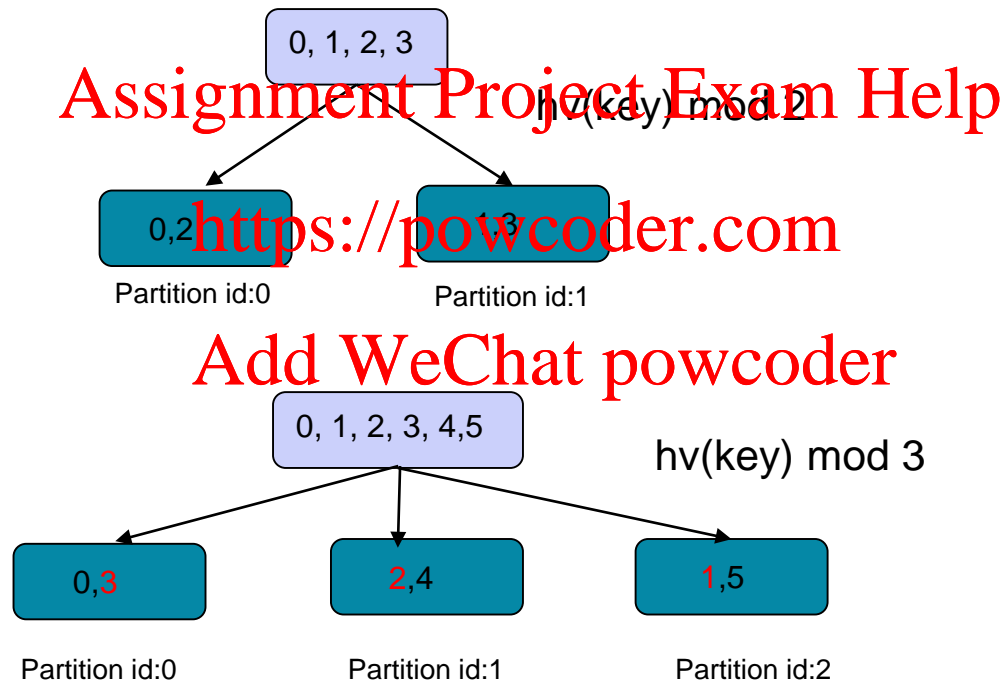 0, 1, 2, 3
Assignment Project Exam Help
hv(key) mod 2
0,2
1,3
https://powcoder.com
Partition id:0
Partition id:1
Add WeChat powcoder
0, 1, 2, 3, 4,5
hv(key) mod 3
0,3
2,4
1,5
Partition id:0
Partition id:1
Partition id:2